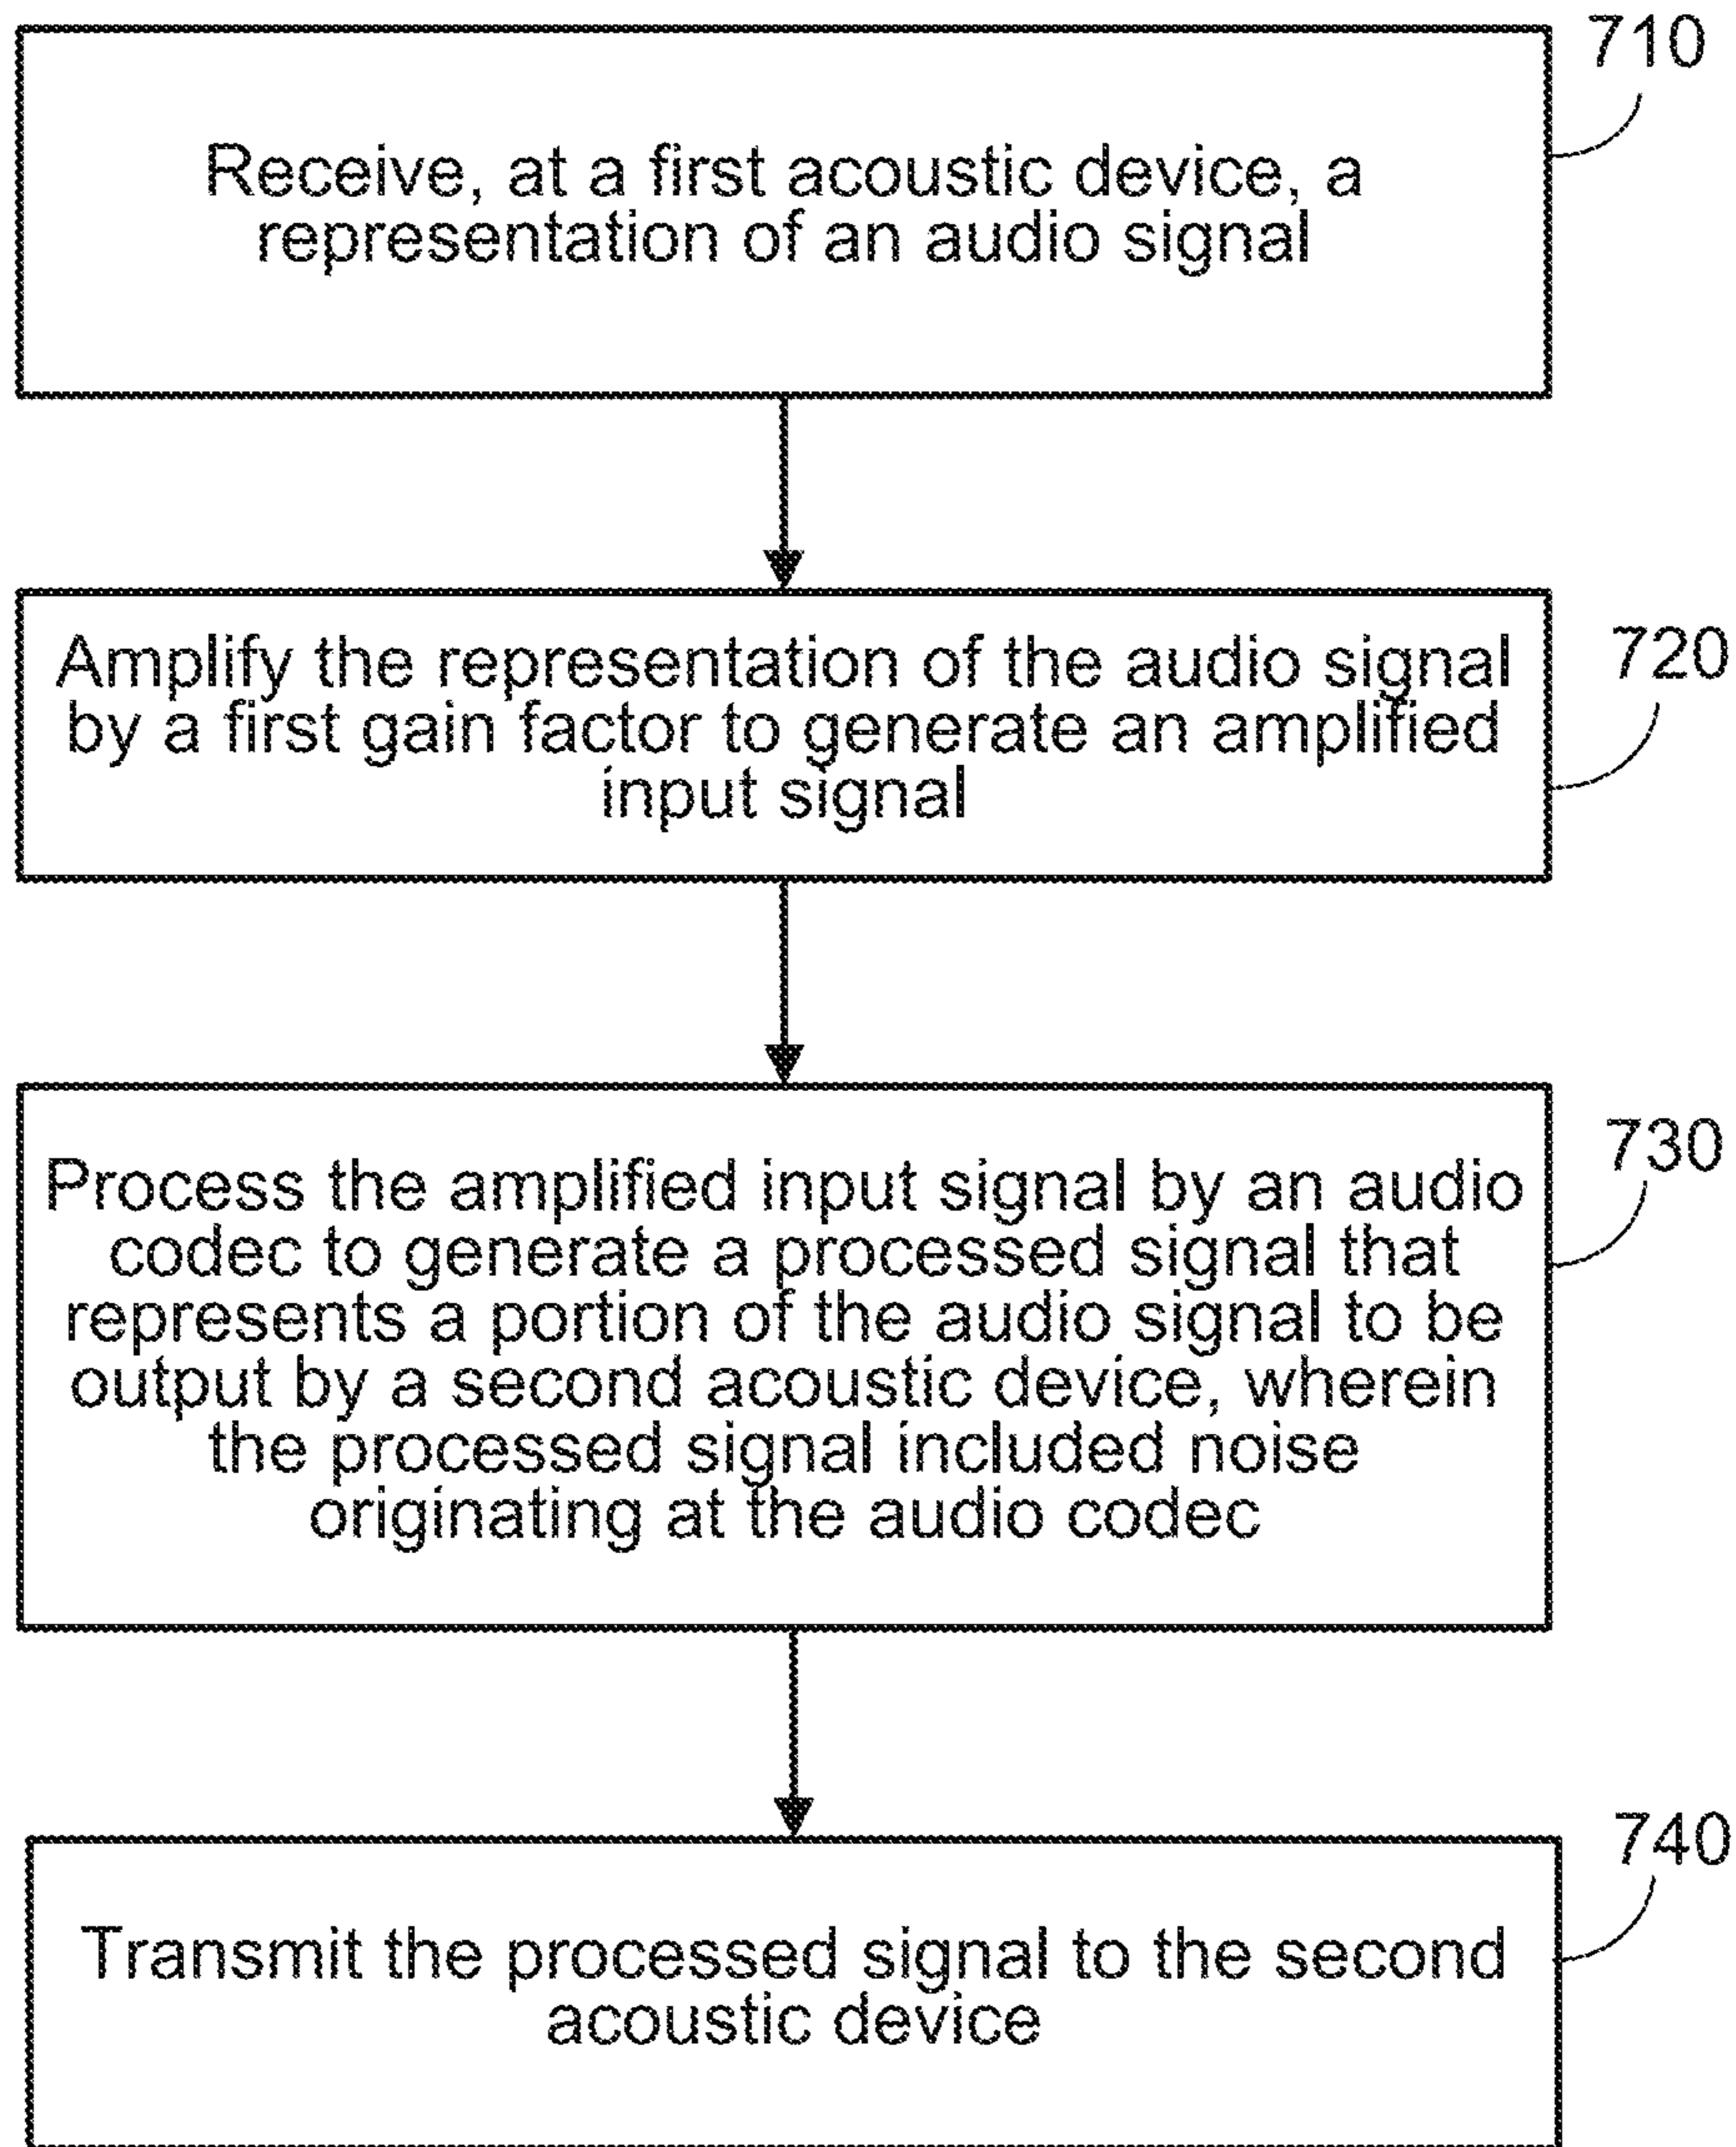 710
Receive, at a first acoustic device, a
representation of an audio signal
720
Amplify the representation of the audio signal
by a first gain factor to generate an amplified
input signal
730
Process the amplified input signal by an audio
codec to generate a processed signal that
represents a portion of the audio signal to be
output by a second acoustic device, wherein
the processed signal included noise
originating at the audio codec
740
Transmit the processed signal to the second
acoustic device